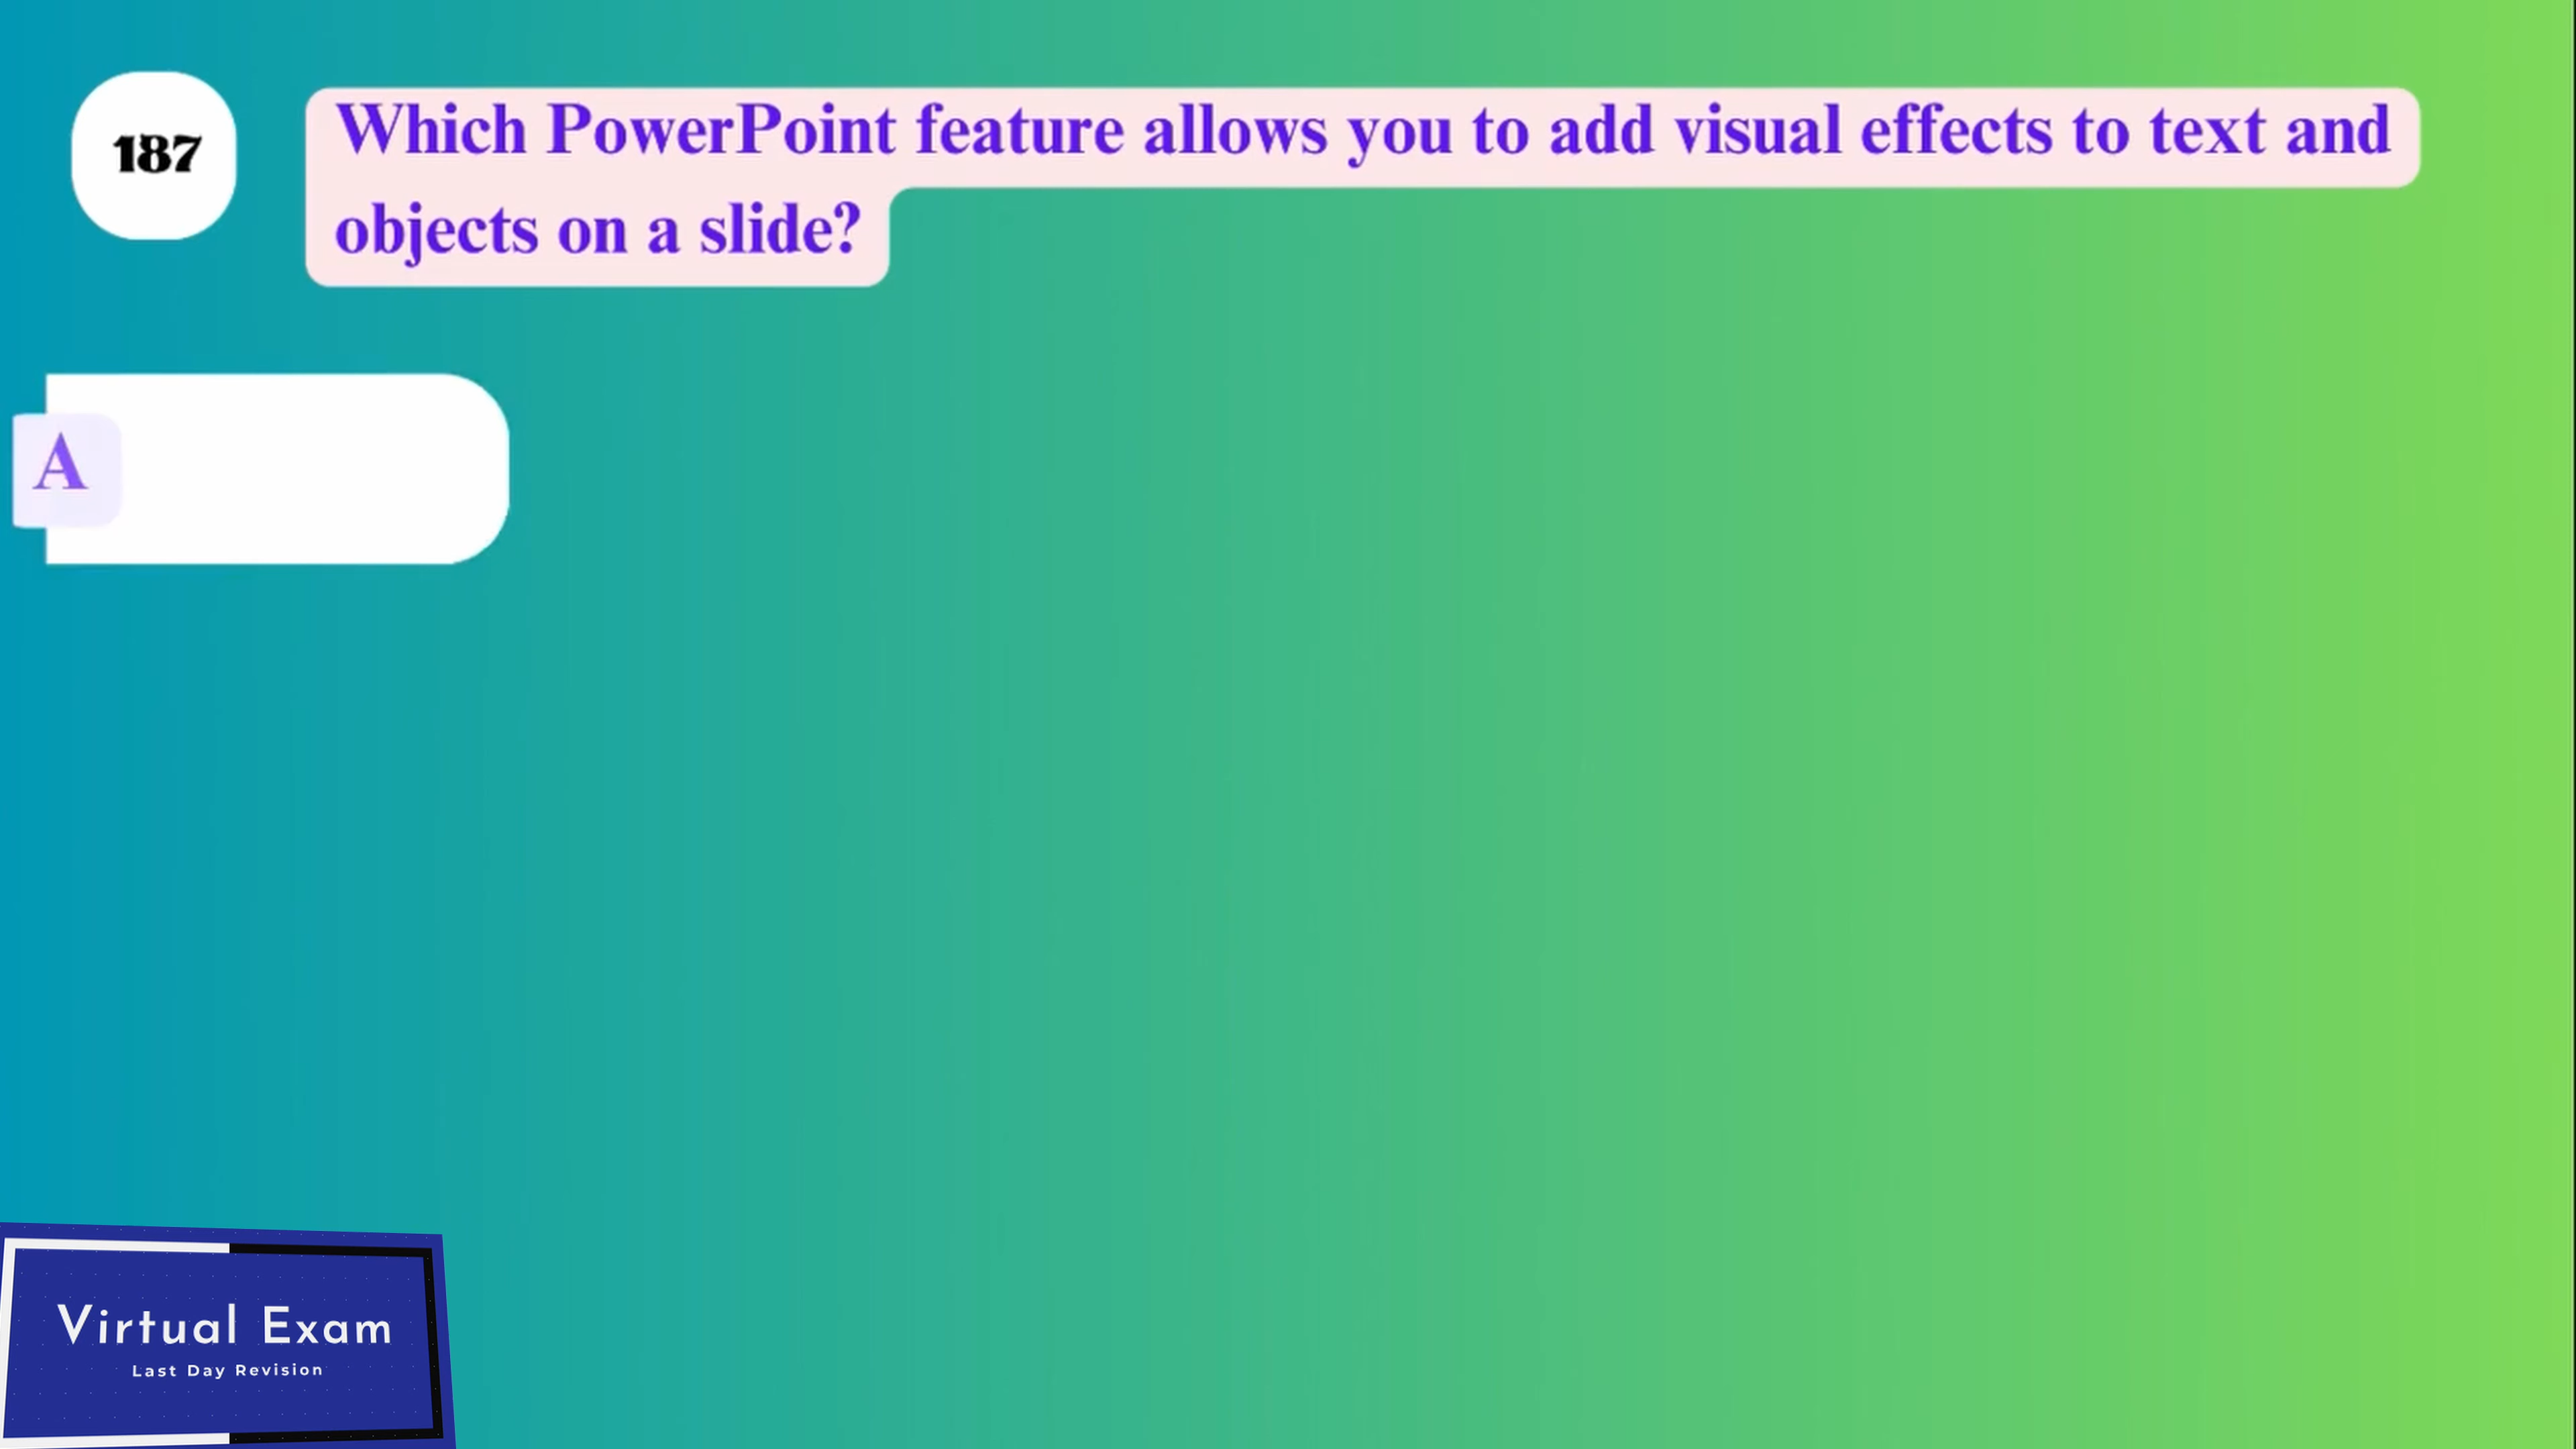 187
Which PowerPoint feature allows you to add visual effects to text and
objects on a slide?
A
Virtual Exam
Last Day Revision